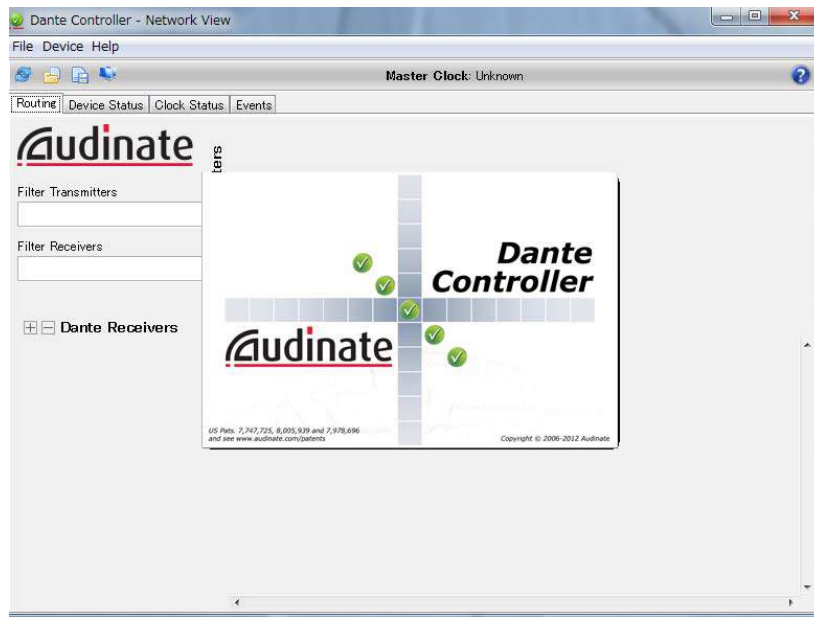 Dante Controller - Network View
File Device Help
Master Clock: Unknown
Routing Device Status Clock Status Events
Audinate
Filter Transmitters
Filter Receivers
Dante Receivers
Dante
Controller
Audinate
US Pats. 7,747,725, 8,005,939 and 7,978,696
and see www.audinate.com/patents
Copyright © 2006-2012 Audinate